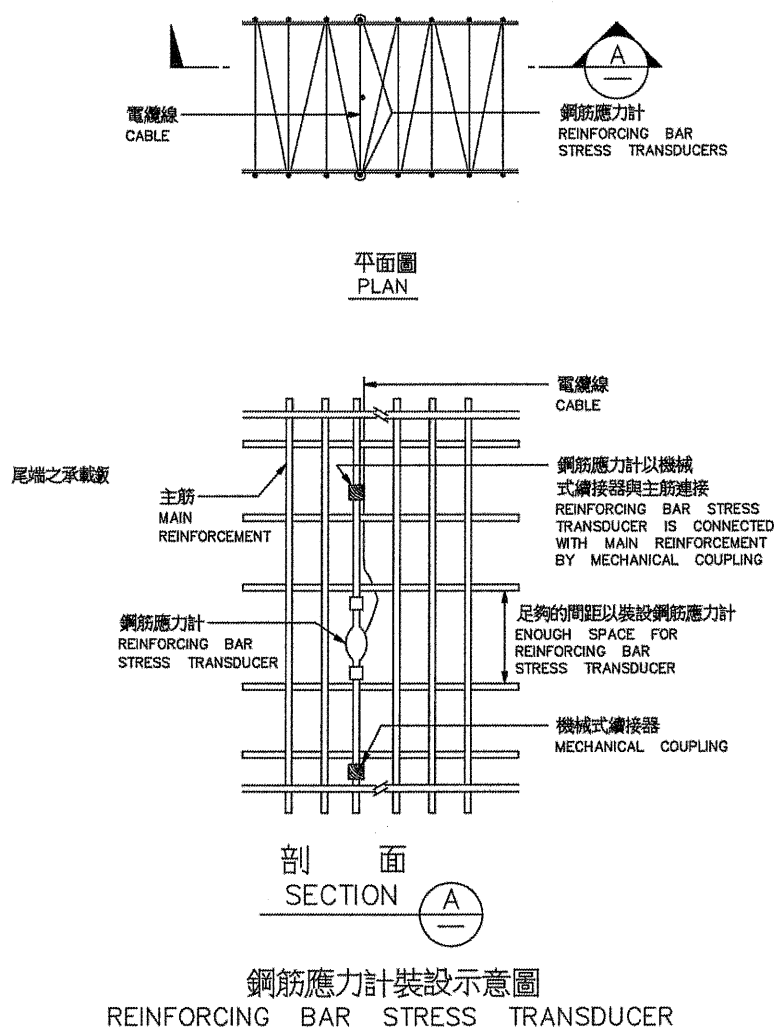 A
電纜線
CABLE
鋼筋應力計
REINFORCING BAR
STRESS TRANSDUCERS
平面圖
PLAN
電纜線
CABLE
尾端之承載鈑
主筋
MAIN
REINFORCEMENT
鋼筋應力計以機械
式續接器與主筋連接
REINFORCING BAR STRESS
TRANSDUCER IS CONNECTED
WITH MAIN REINFORCEMENT
BY MECHANICAL COUPLING
鋼筋應力計
REINFORCING BAR
STRESS TRANSDUCER
足夠的間距以裝設鋼筋應力計
ENOUGH SPACE FOR
REINFORCING BAR
STRESS TRANSDUCER
機械式續接器
MECHANICAL COUPLING
剖 面
SECTION A
鋼筋應力計裝設示意圖
REINFORCING BAR STRESS TRANSDUCER